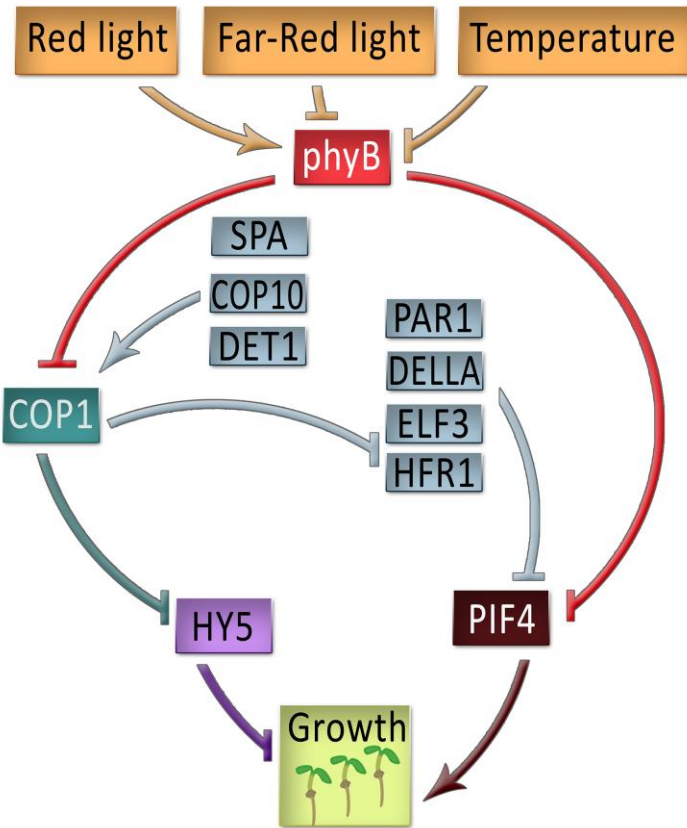 Red light
Far-Red light
Temperature
phyB
SPA
COP10
DET1
PAR1
DELLA
ELF3
HFR1
COP1
HY5
PIF4
Growth